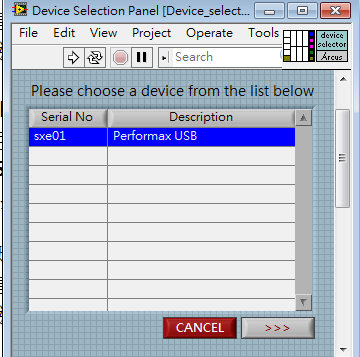 Device Selection Panel [Device_select...
File Edit View Project Operate Tools
Search
device
selector
Arcus
Please choose a device from the list below
Serial No Description
sxe01 Performax USB
CANCEL >>>